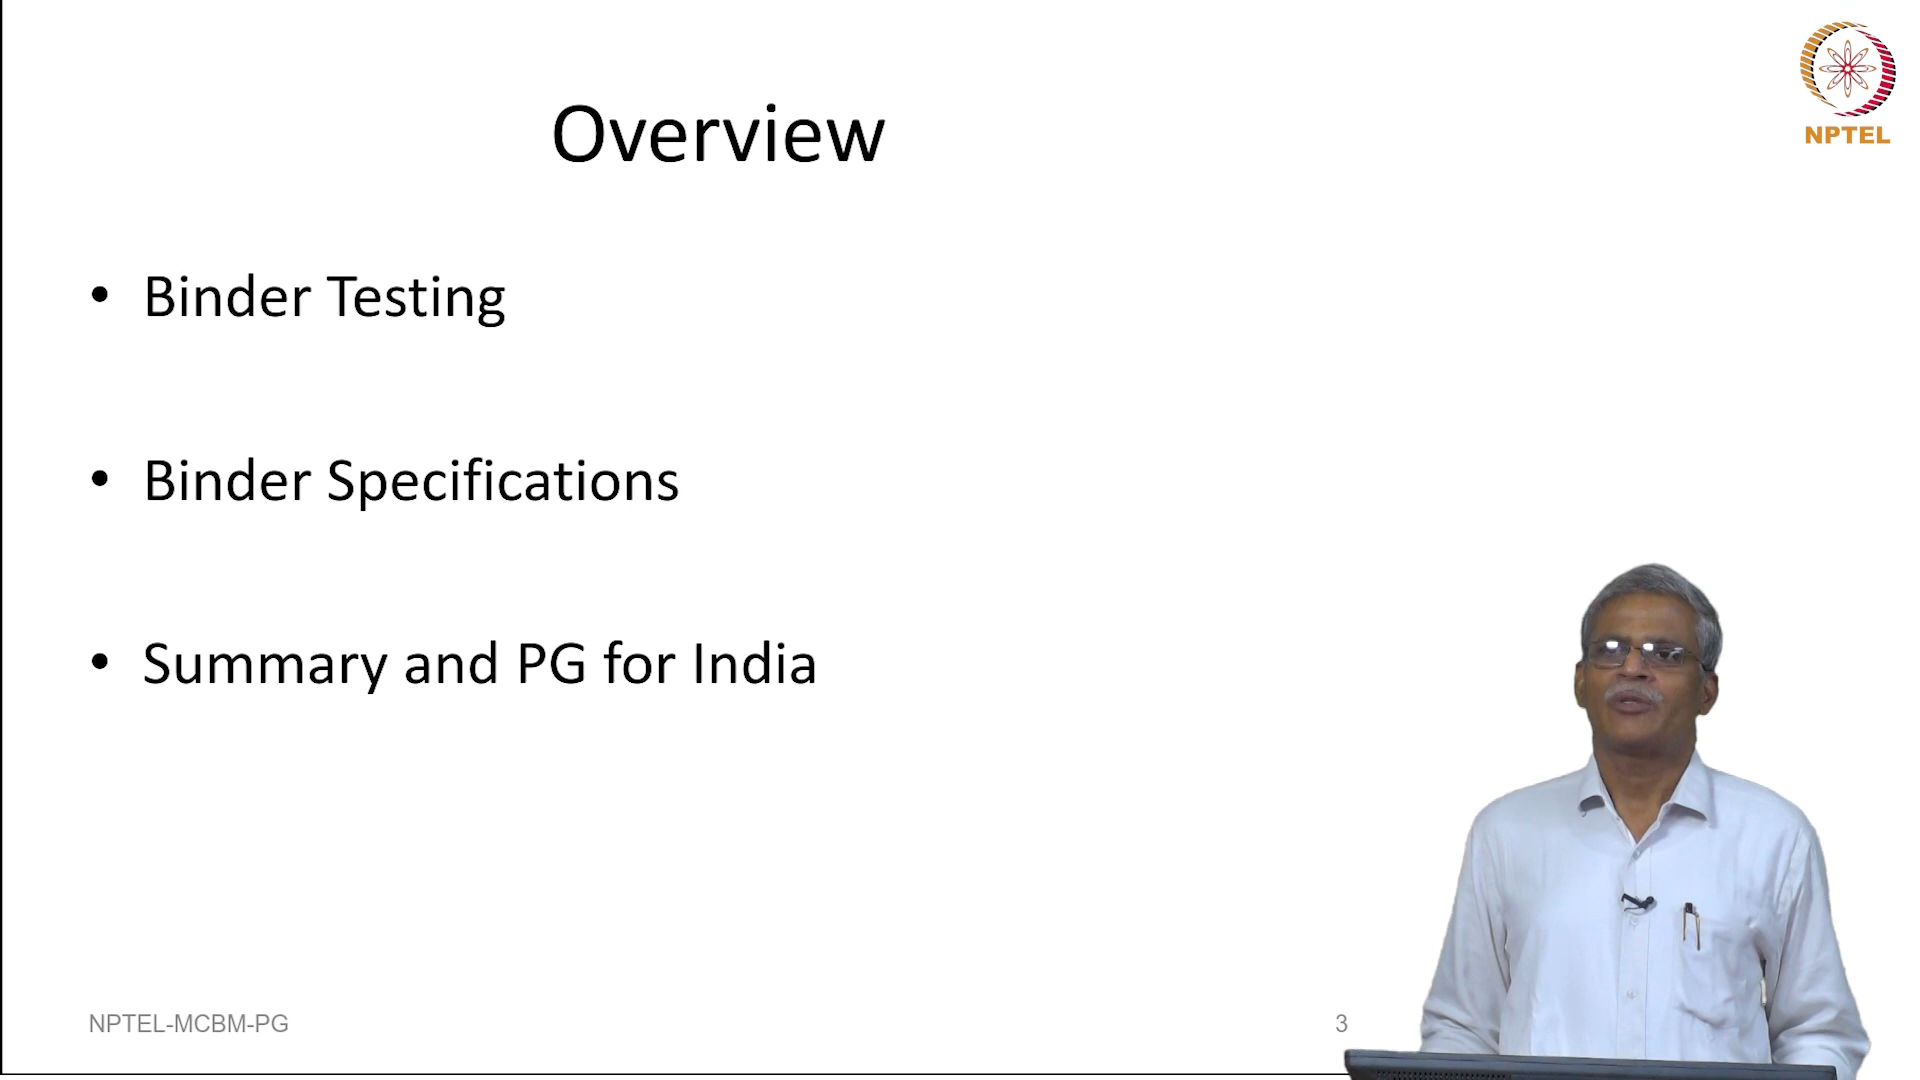 NPTEL
Overview
• Binder Testing
• Binder Specifications
• Summary and PG for India
NPTEL-MCBM-PG
3